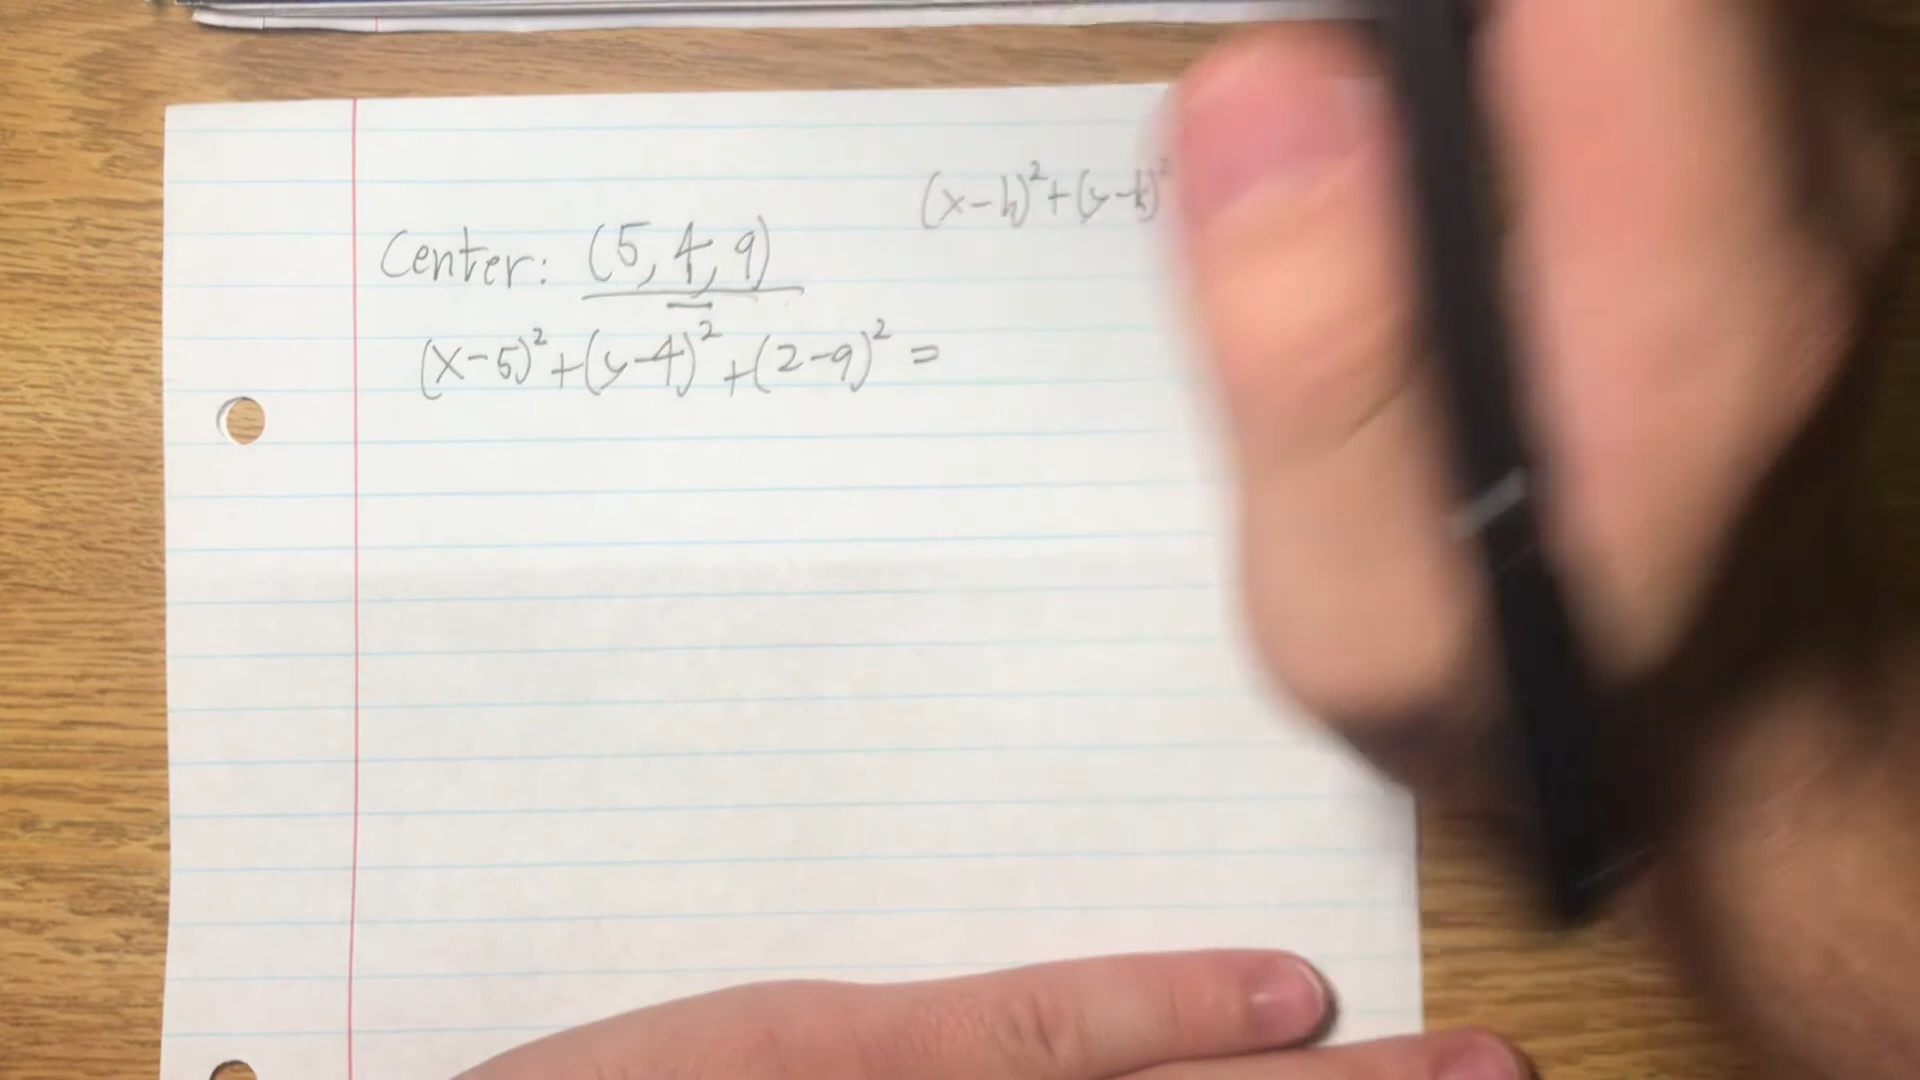 (x-h)²+(y-k)²
Center: (5, 4, 9)
(x-5)²+(y-4)²+(z-9)² =